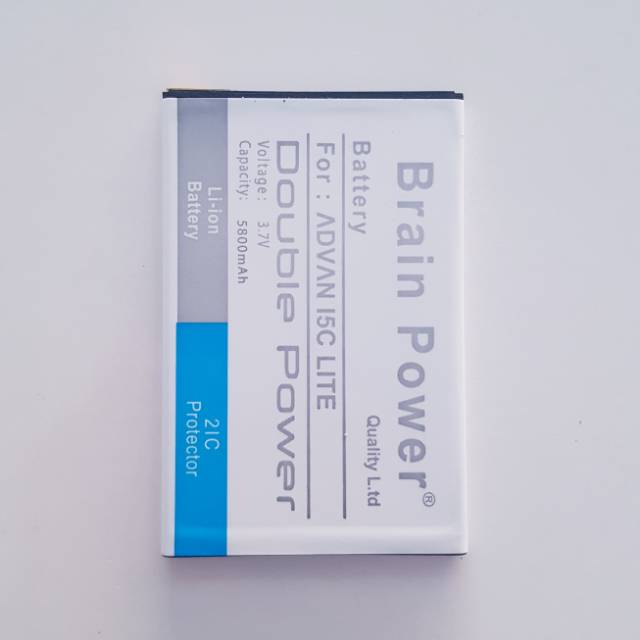 Brain Power®
Battery
Quality L.td
For : ADVAN I5C LITE
Double Power
Voltage: 3.7V
Capacity: 5800mAh
Li-ion
Battery
2IC
Protector